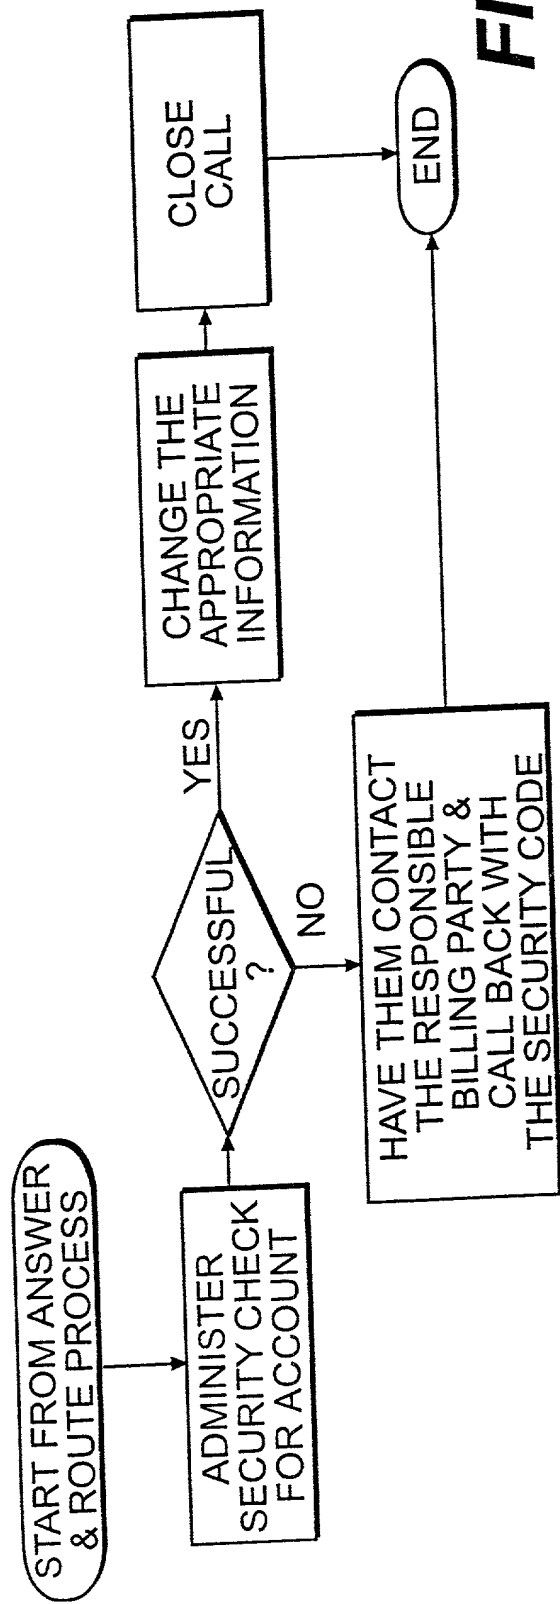 START FROM ANSWER
& ROUTE PROCESS
ADMINISTER
SECURITY CHECK
FOR ACCOUNT
SUCCESSFUL
?
YES
NO
CHANGE THE
APPROPRIATE
INFORMATION
CLOSE
CALL
HAVE THEM CONTACT
THE RESPONSIBLE
BILLING PARTY &
CALL BACK WITH
THE SECURITY CODE
END